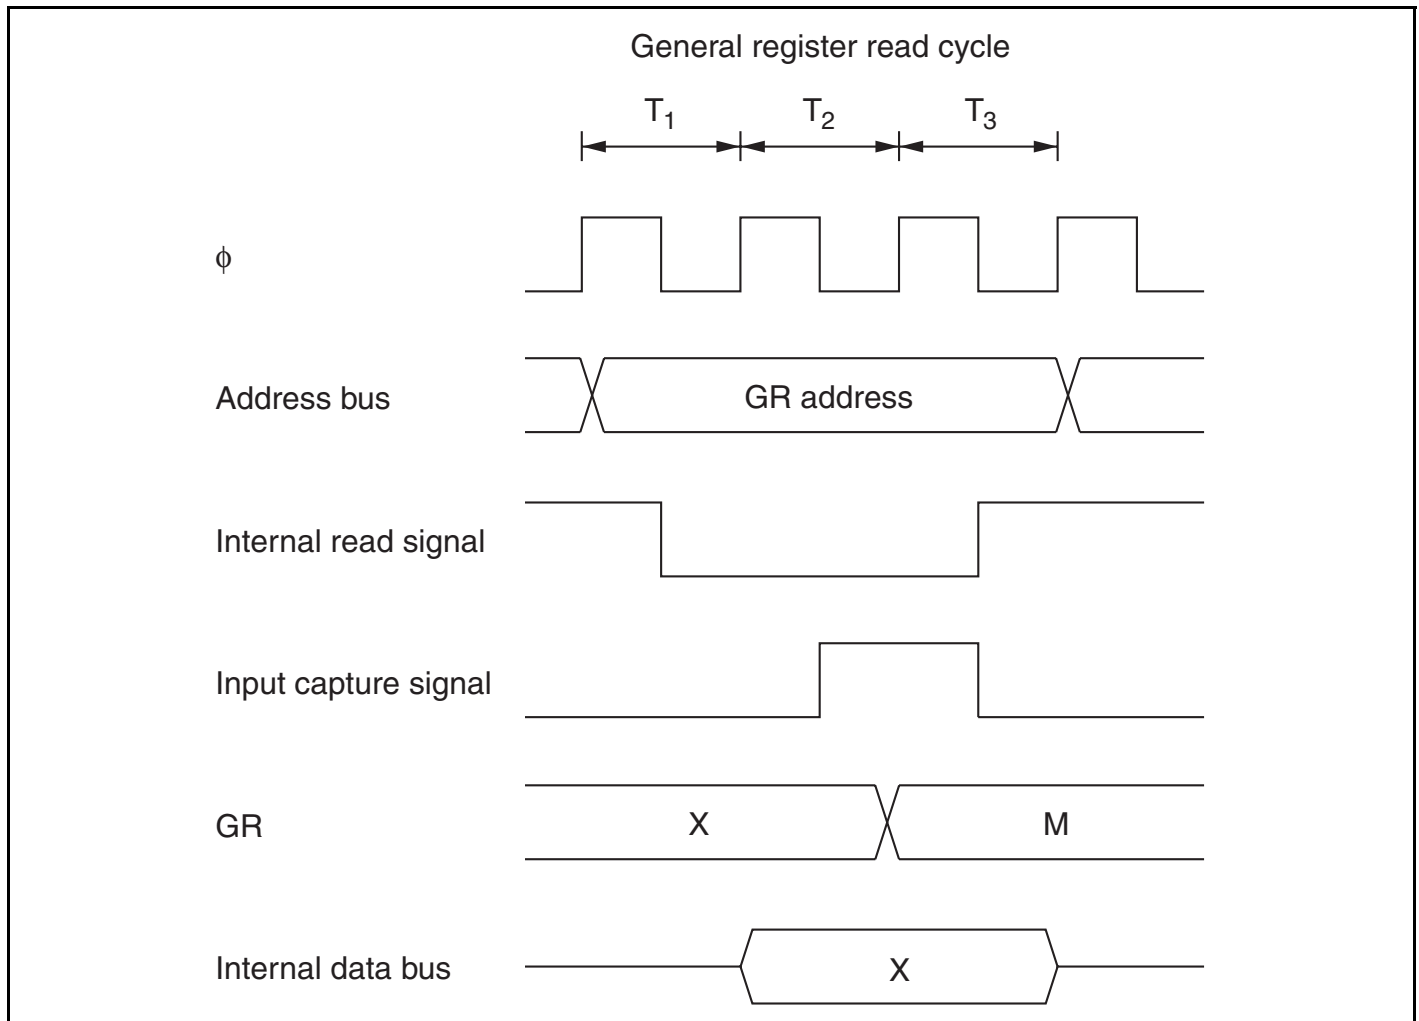 General register read cycle
T1 T2 T3
ϕ
Address bus GR address
Internal read signal
Input capture signal
GR X M
Internal data bus X